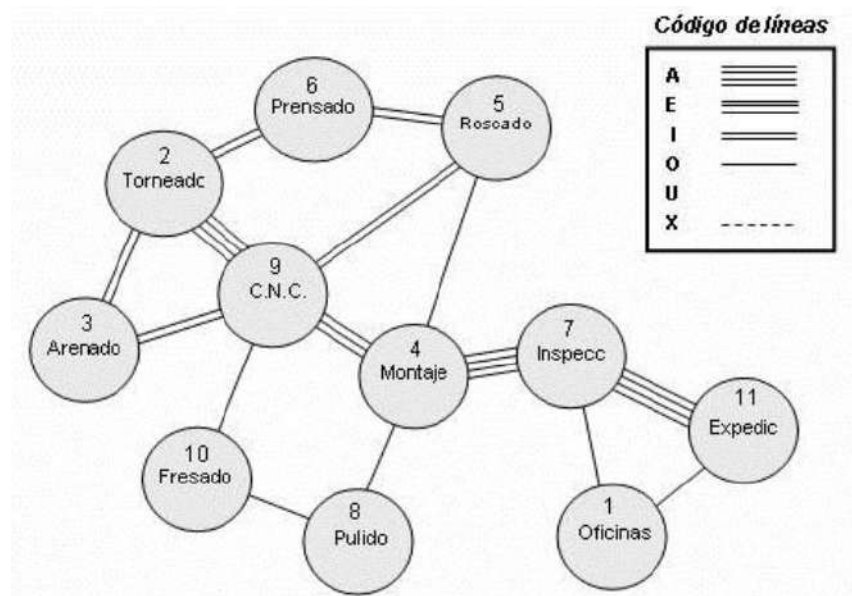 Código de líneas
A
E
I
O
U
X
6
Prensado
5
Roscado
2
Torneado
9
C.N.C.
3
Arenado
4
Montaje
7
Inspecc
11
Expedic
10
Fresado
8
Pulido
1
Oficinas